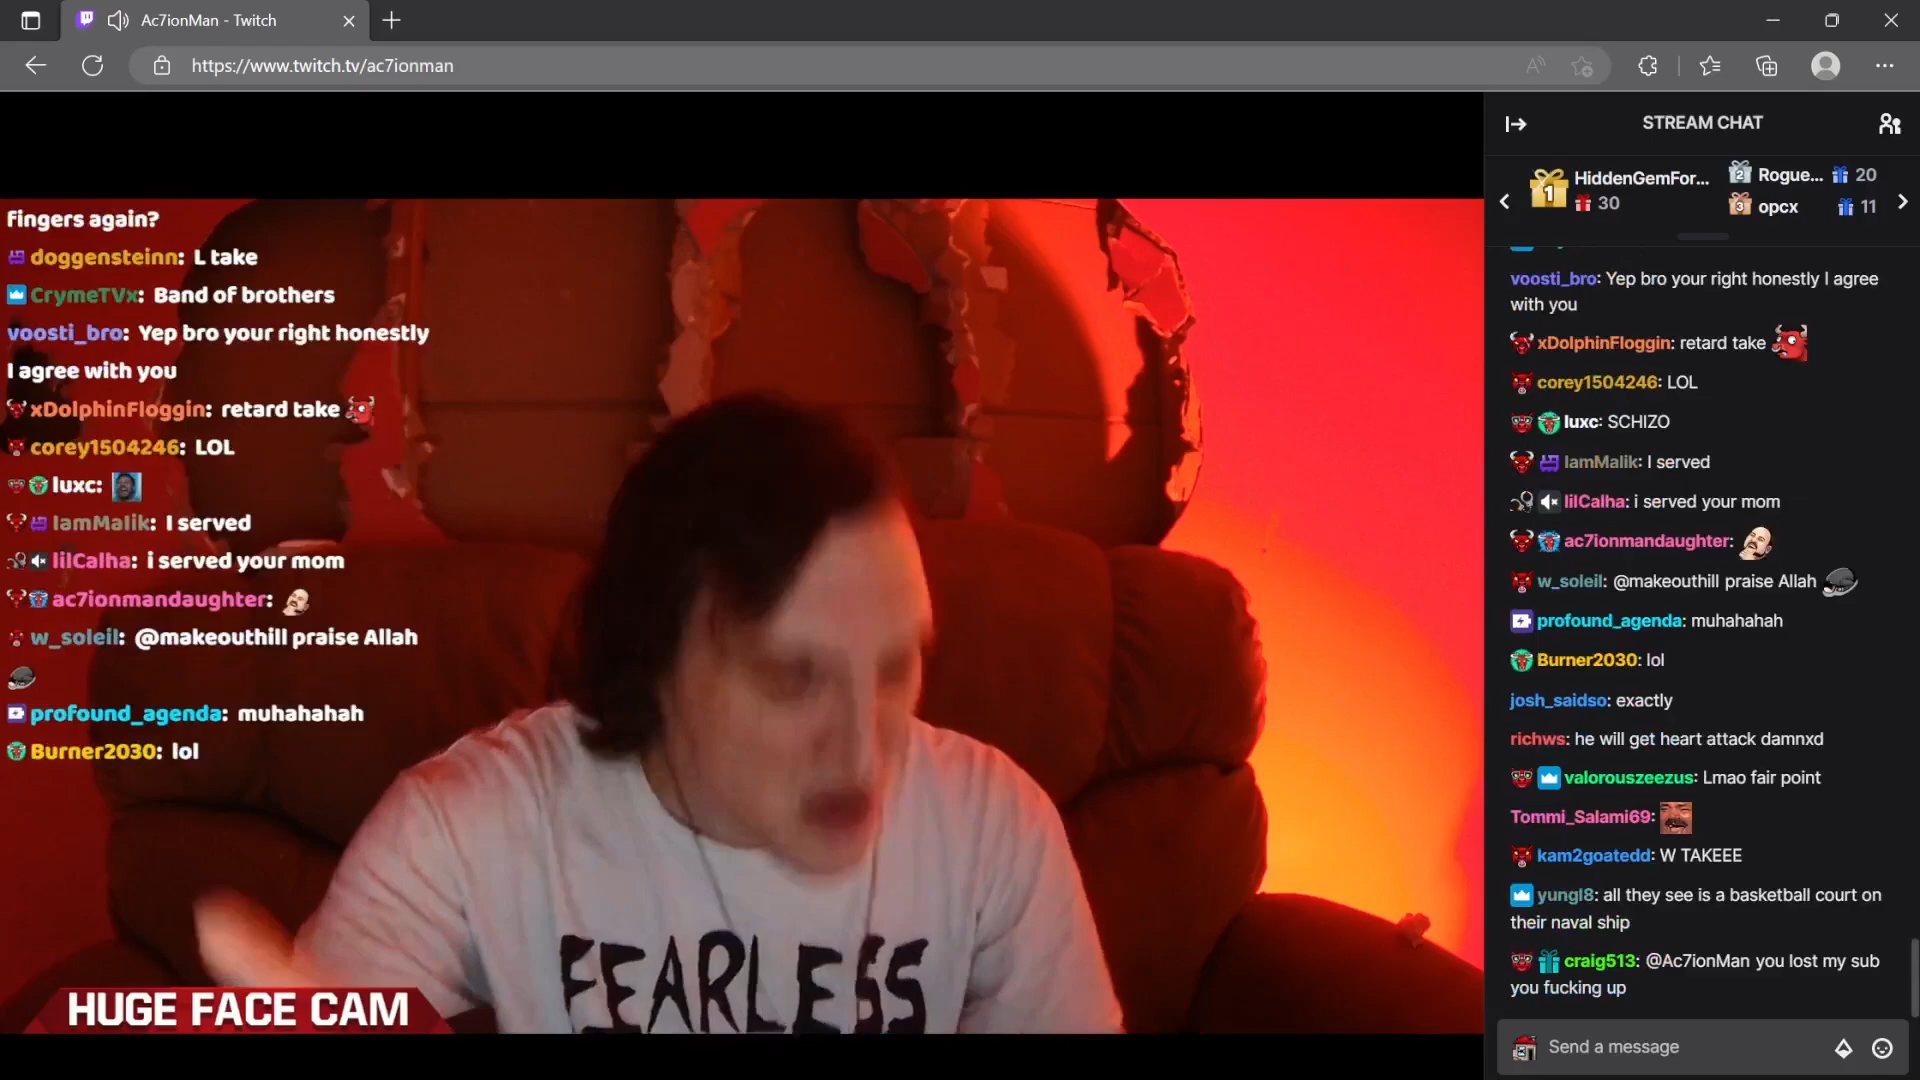 Ac7ionMan - Twitch
https://www.twitch.tv/ac7ionman
fingers again?
doggensteinn: L take
CrymeTVx: Band of brothers
voosti_bro: Yep bro your right honestly
I agree with you
xDolphinFloggin: retard take
corey1504246: LOL
luxc:
IamMalik: I served
lilCalha: i served your mom
ac7ionmandaughter:
w_soleil: @makeouthill praise Allah
profound_agenda: muhahahah
Burner2030: lol
FEARLESS
HUGE FACE CAM
STREAM CHAT
1 HiddenGemFor... 2 Rogue... 20
30 3 opcx 11
voosti_bro: Yep bro your right honestly I agree
with you
xDolphinFloggin: retard take
corey1504246: LOL
luxc: SCHIZO
IamMalik: I served
lilCalha: i served your mom
ac7ionmandaughter:
w_soleil: @makeouthill praise Allah
profound_agenda: muhahahah
Burner2030: lol
josh_saidso: exactly
richws: he will get heart attack damnxd
valorouszeezus: Lmao fair point
Tommi_Salami69:
kam2goatedd: W TAKEEE
yungl8: all they see is a basketball court on
their naval ship
craig513: @Ac7ionMan you lost my sub
you fucking up
Send a message